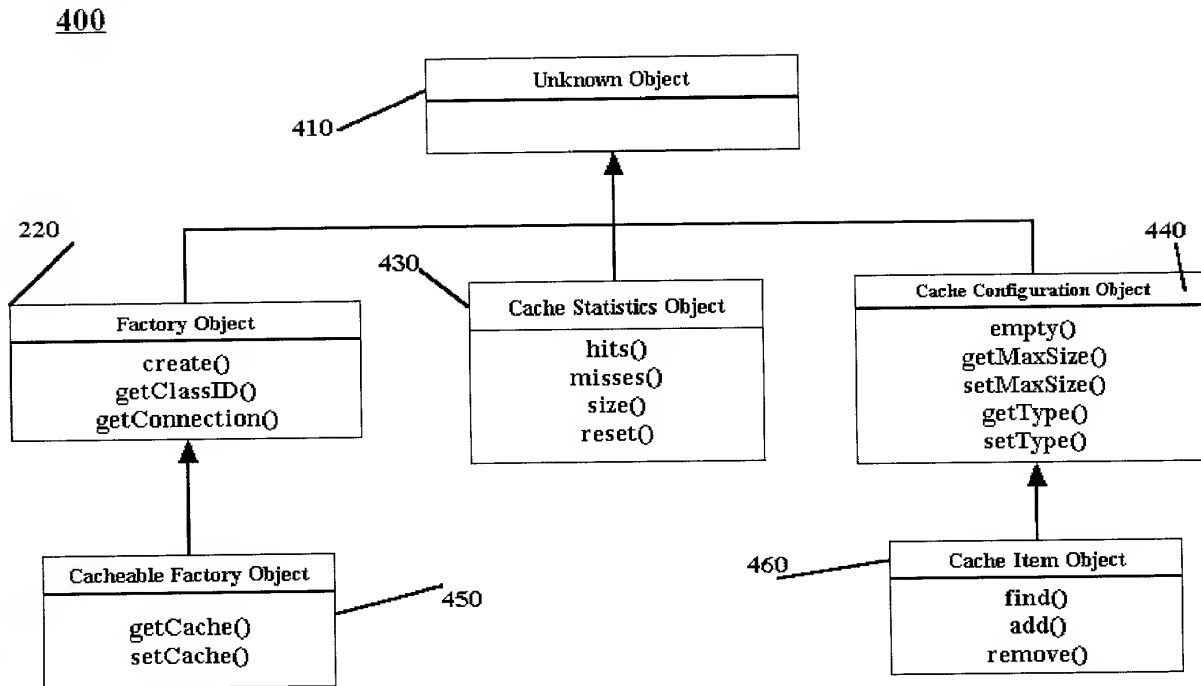 400
Unknown Object
410
220
Factory Object
create()
getClassID()
getConnection()
430
Cache Statistics Object
hits()
misses()
size()
reset()
440
Cache Configuration Object
empty()
getMaxSize()
setMaxSize()
getType()
setType()
Cacheable Factory Object
getCache()
setCache()
450
460
Cache Item Object
find()
add()
remove()